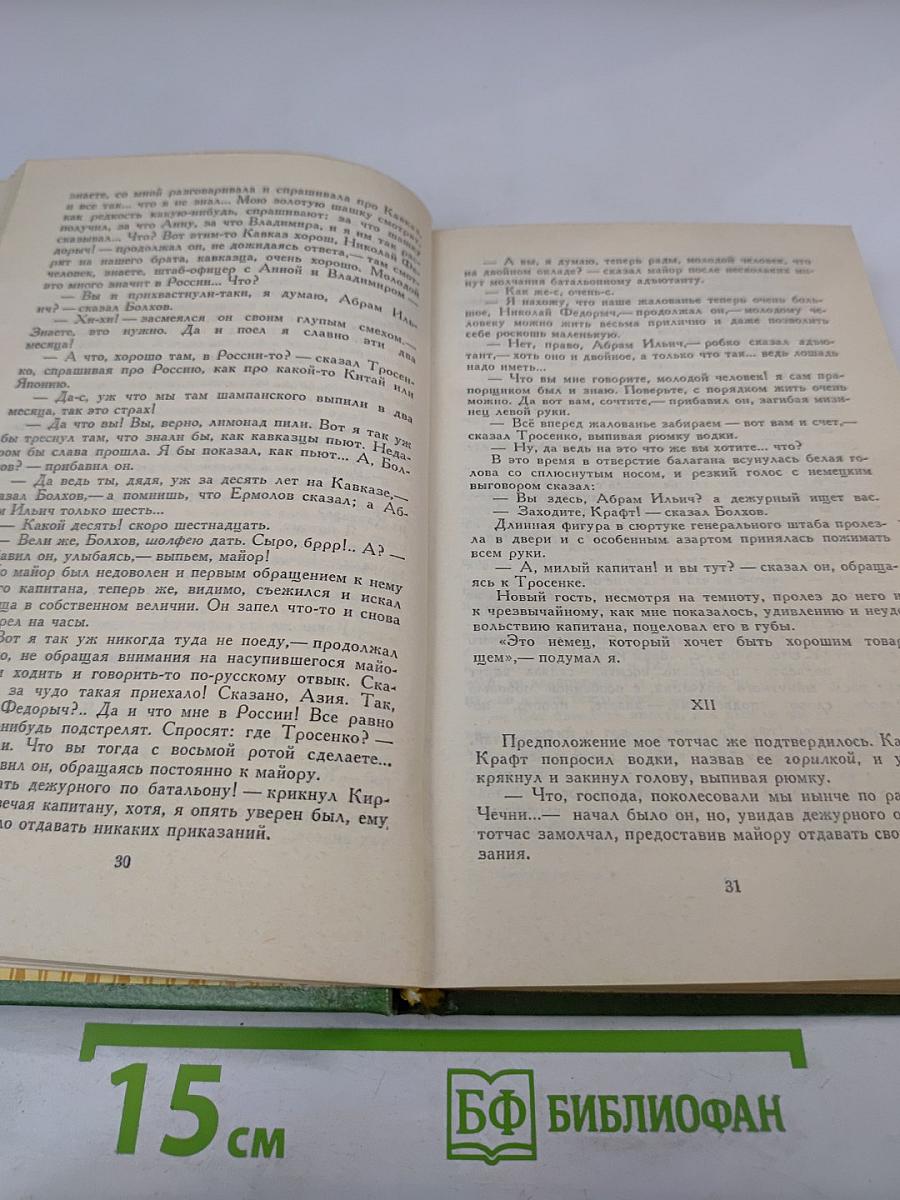 знаете, со мной разговаривала и спрашивала про Кавказ,
и все так... что я не знал... Мою золотую шашку смотрят,
как редкость какую-нибудь, спрашивают: за что шашку
получил, за что Анну, за что Владимира, и я им так рас-
сказывал... Что? Вот этим-то Кавказ хорош, Николай Фе-
дорыч!— продолжал он, не дожидаясь ответа,— там смот-
рят на нашего брата, кавказца, очень хорошо. Молодой
человек, знаете, штаб-офицер с Анной и Владимиром —
это много значит в России... Что?
— Вы и прихвастнули-таки, я думаю, Абрам Иль-
ич? — сказал Болхов.
— Хи-хи! — засмеялся он своим глупым смехом.—
Знаете, это нужно. Да и поел я славно эти два
месяца!
— А что, хорошо там, в России-то? — сказал Тросен-
ко, спрашивая про Россию, как про какой-то Китай или
Японию.
— Да-с, уж что мы там шампанского выпили в два
месяца, так это страх!
— Да что вы! Вы, верно, лимонад пили. Вот я так уж
бы треснул там, что знали бы, как кавказцы пьют. Неда-
ром бы слава прошла. Я бы показал, как пьют... А, Бол-
ов? — прибавил он.
— Да ведь ты, дядя, уж за десять лет на Кавказе,—
азал Болхов,— а помнишь, что Ермолов сказал; а Аб-
м Ильич только шесть...
— Какой десять! скоро шестнадцать.
— Вели же, Болхов, шолфею дать. Сыро, бррр!.. А? —
авил он, улыбаясь,— выпьем, майор!
о майор был недоволен и первым обращением к нему
го капитана, теперь же, видимо, съежился и искал
ща в собственном величии. Он запел что-то и снова
рел на часы.
Вот я так уж никогда туда не поеду,— продолжал
о, не обращая внимания на насупившегося майо-
и ходить и говорить-то по-русскому отвык. Ска-
за чудо такая приехало! Сказано, Азия. Так,
Федорыч?.. Да и что мне в России! Все равно
нибудь подстрелят. Спросят: где Тросенко? —
и. Что вы тогда с восьмой ротой сделаете...
вил он, обращаясь постоянно к майору.
ать дежурного по батальону! — крикнул Кир-
вечая капитану, хотя, я опять уверен был, ему
ло отдавать никаких приказаний.
30
— А вы, я думаю, теперь рады, молодой человек, что
на двойном окладе? — сказал майор после нескольких ми-
нут молчания батальонному адъютанту.
— Как же-с, очень-с.
— Я нахожу, что наше жалованье теперь очень боль-
шое, Николай Федорыч,— продолжал он,— молодому че-
ловеку можно жить весьма прилично и даже позволить
себе роскошь маленькую.
— Нет, право, Абрам Ильич,— робко сказал адъю-
тант,— хоть оно и двойное, а только что так... ведь лошадь
надо иметь...
— Что вы мне говорите, молодой человек! я сам пра-
порщиком был и знаю. Поверьте, с порядком жить очень
можно. Да вот вам, сочтите,— прибавил он, загибая мизи-
нец левой руки.
— Всё вперед жалованье забираем — вот вам и счет,—
сказал Тросенко, выпивая рюмку водки.
— Ну, да ведь на это что же вы хотите... что?
В это время в отверстие балагана всунулась белая го-
лова со сплюснутым носом, и резкий голос с немецким
выговором сказал:
— Вы здесь, Абрам Ильич? а дежурный ищет вас.
— Заходите, Крафт! — сказал Болхов.
Длинная фигура в сюртуке генерального штаба пролез-
ла в двери и с особенным азартом принялась пожимать
всем руки.
— А, милый капитан! и вы тут? — сказал он, обраща-
ясь к Тросенке.
Новый гость, несмотря на темноту, пролез до него и
к чрезвычайному, как мне показалось, удивлению и неудо
вольствию капитана, поцеловал его в губы.
«Это немец, который хочет быть хорошим товар
щем»,— подумал я.
XII
Предположение мое тотчас же подтвердилось. Ка
Крафт попросил водки, назвав ее горилкой, и у
крякнул и закинул голову, выпивая рюмку.
— Что, господа, поколесовали мы нынче по ра
Чечни...— начал было он, но, увидав дежурного о
тотчас замолчал, предоставив майору отдавать сво
зания.
31
15 см
БФ БИБЛИОФАН